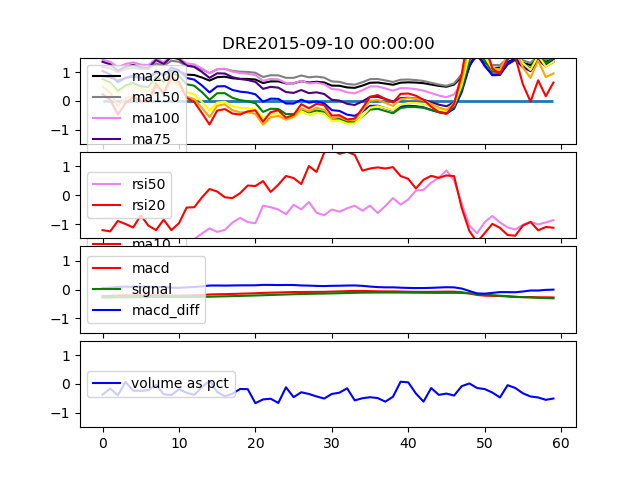 DRE2015-09-10 00:00:00
1
0
−1
ma200
ma150
ma100
ma75
1
0
−1
rsi50
rsi20
ma10
1
0
−1
macd
signal
macd_diff
1
0
−1
volume as pct
0 10 20 30 40 50 60